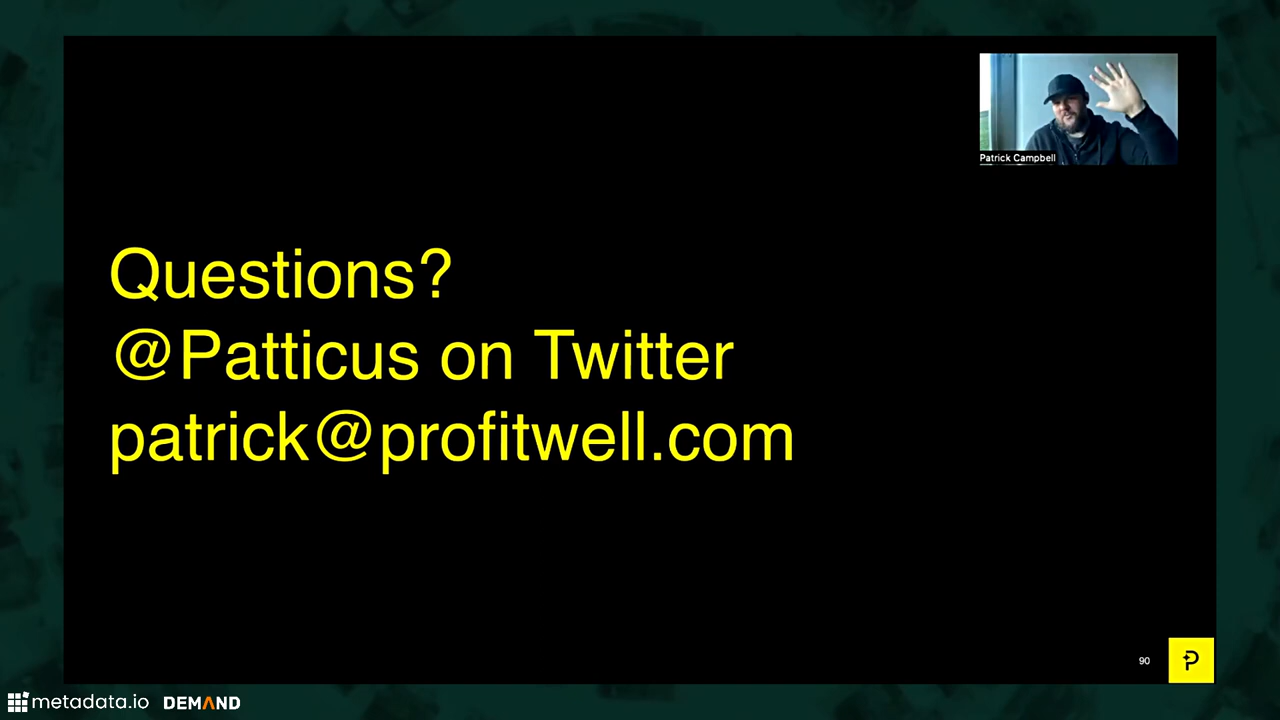 Patrick Campbell
Questions?
@Patticus on Twitter
patrick@profitwell.com
90
metadata.io DEMAND